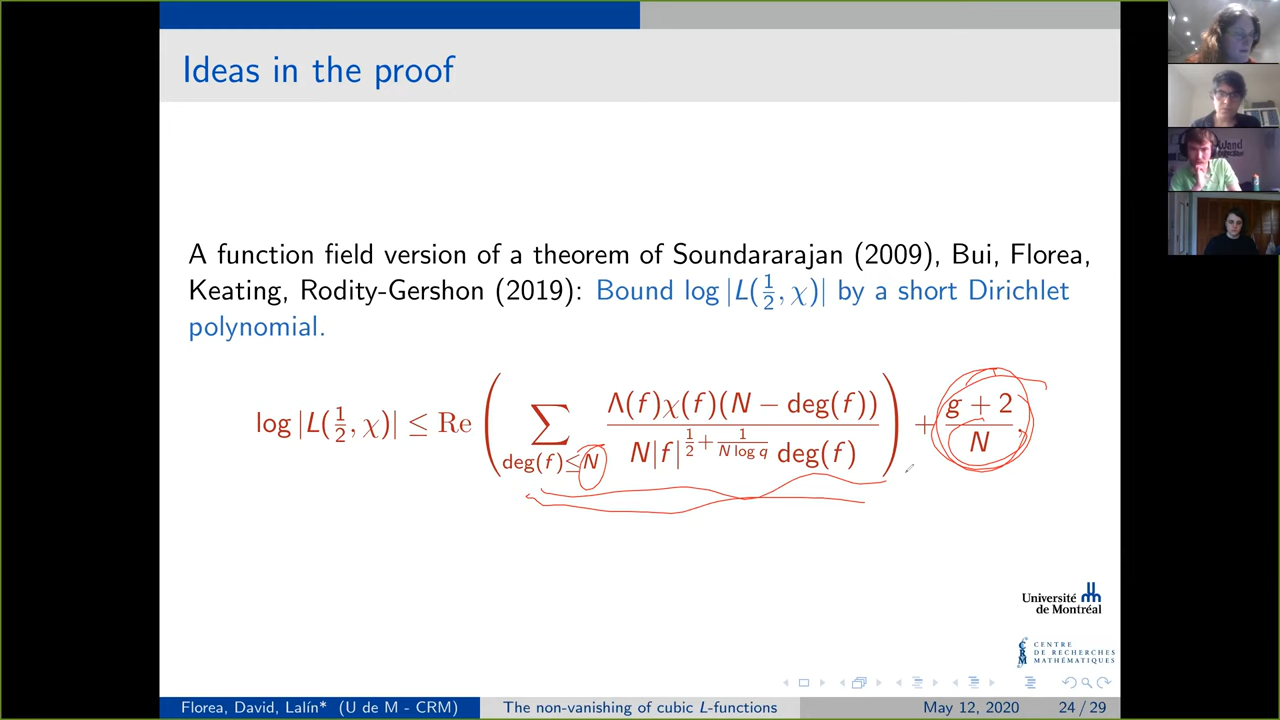 Ideas in the proof
A function field version of a theorem of Soundararajan (2009), Bui, Florea,
Keating, Rodity-Gershon (2019): Bound log |L(1/2, χ)| by a short Dirichlet
polynomial.
log |L(1/2, χ)| ≤ Re ( ∑_{deg(f)≤N} Λ(f)χ(f)(N − deg(f)) / N|f|^{1/2 + 1/(N log q)} deg(f) ) + (g + 2)/N,
Université
de Montréal
CENTRE
DE RECHERCHES
MATHÉMATIQUES
Florea, David, Lalín* (U de M - CRM) The non-vanishing of cubic L-functions May 12, 2020 24 / 29